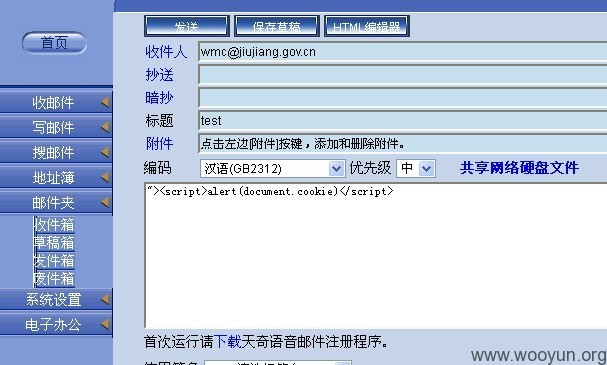 首页
收邮件
写邮件
搜邮件
地址簿
邮件夹
收件箱
草稿箱
发件箱
废件箱
系统设置
电子办公
发送 保存草稿 HTML编辑器
收件人 wmc@jiujiang.gov.cn
抄送
暗抄
标题 test
附件 点击左边[附件]按键，添加和删除附件。
编码 汉语(GB2312) 优先级 中 共享网络硬盘文件
"><script>alert(document.cookie)</script>
首次运行请下载天奇语音邮件注册程序。
www.wooyun.org